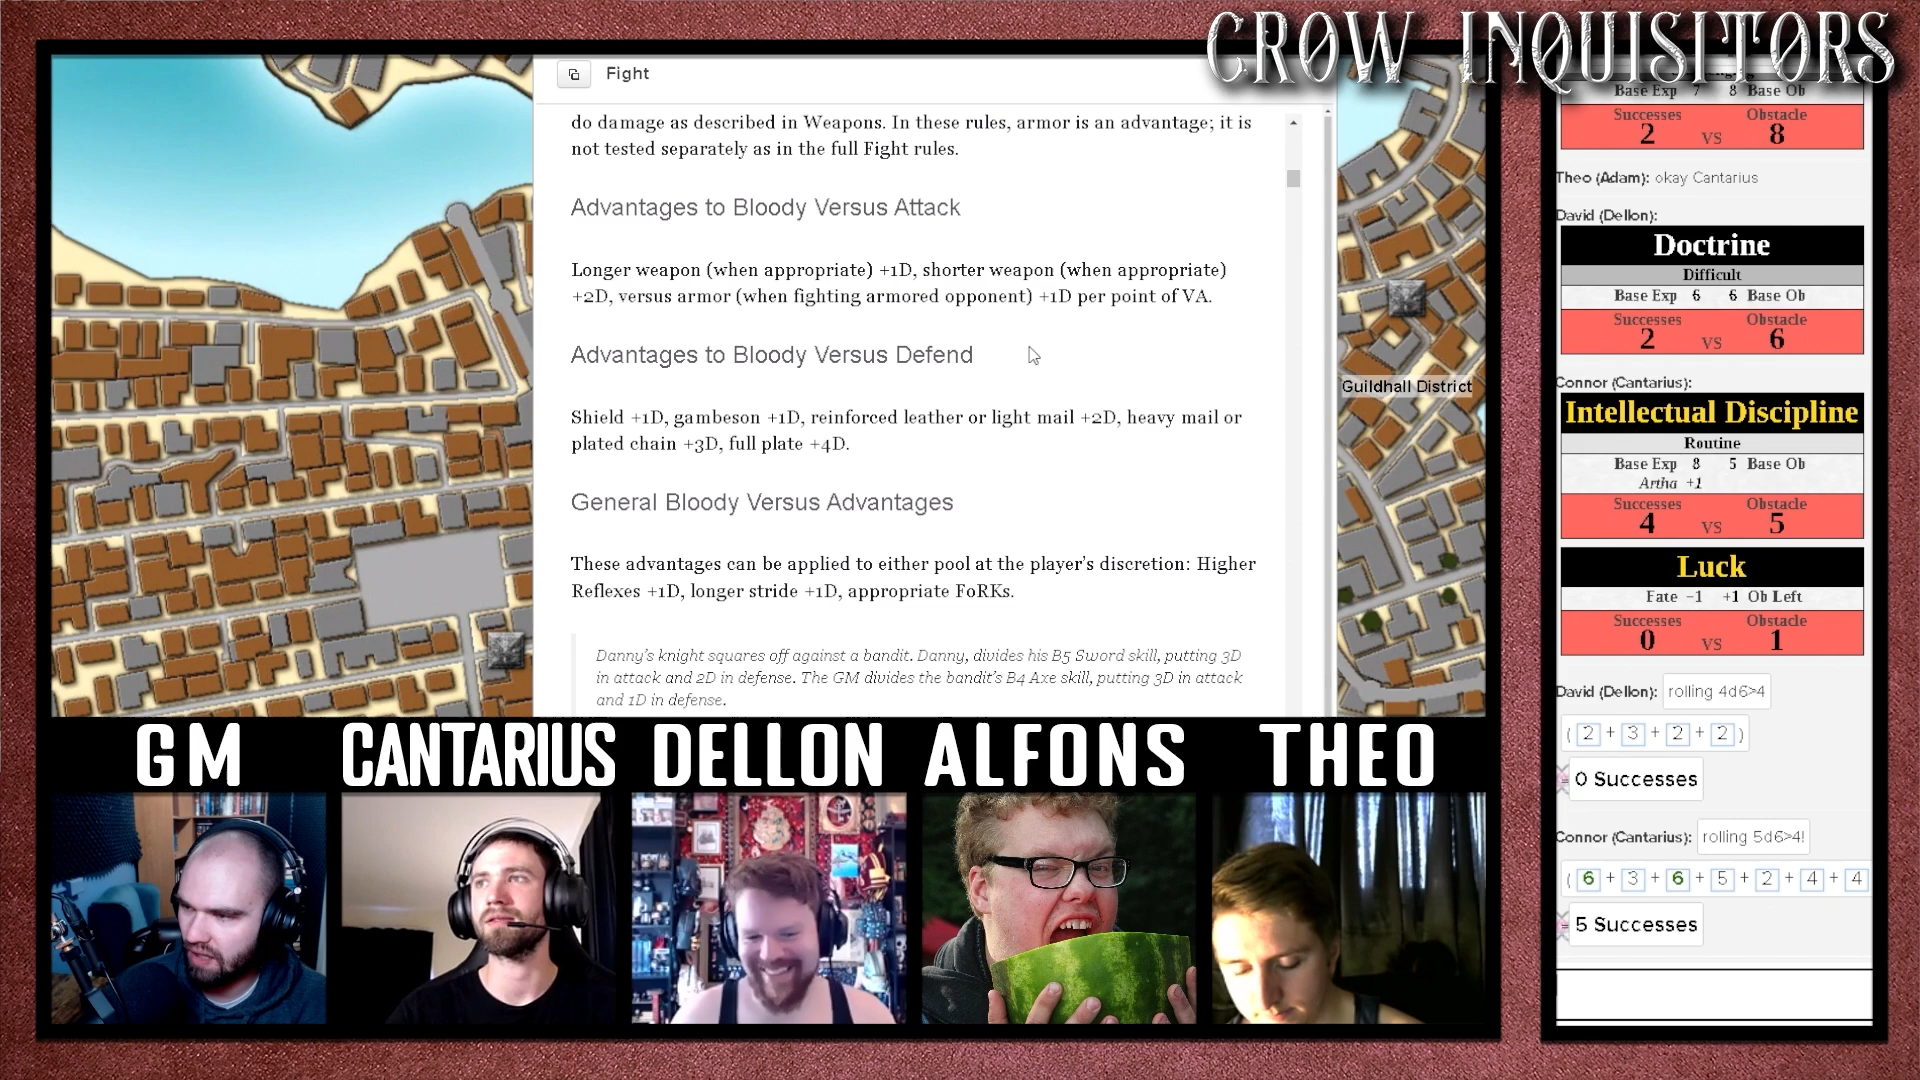 CROW INQUISITORS
Fight
do damage as described in Weapons. In these rules, armor is an advantage; it is
not tested separately as in the full Fight rules.
Advantages to Bloody Versus Attack
Longer weapon (when appropriate) +1D, shorter weapon (when appropriate)
+2D, versus armor (when fighting armored opponent) +1D per point of VA.
Advantages to Bloody Versus Defend
Shield +1D, gambeson +1D, reinforced leather or light mail +2D, heavy mail or
plated chain +3D, full plate +4D.
General Bloody Versus Advantages
These advantages can be applied to either pool at the player's discretion: Higher
Reflexes +1D, longer stride +1D, appropriate FoRKs.
Danny's knight squares off against a bandit. Danny, divides his B5 Sword skill, putting 3D
in attack and 2D in defense. The GM divides the bandit's B4 Axe skill, putting 3D in attack
and 1D in defense.
Guildhall District
GM
CANTARIUS
DELLON
ALFONS
THEO
Base Exp 7 8 Base Ob
Successes Obstacle
2 VS 8
Theo (Adam): okay Cantarius
David (Dellon):
Doctrine
Difficult
Base Exp 6 6 Base Ob
Successes Obstacle
2 VS 6
Connor (Cantarius):
Intellectual Discipline
Routine
Base Exp 8 5 Base Ob
Artha +1
Successes Obstacle
4 VS 5
Luck
Fate -1 +1 Ob Left
Successes Obstacle
0 VS 1
David (Dellon): rolling 4d6>4
(2+3+2+2)
0 Successes
Connor (Cantarius): rolling 5d6>4!
(6+3+6+5+2+4+4
5 Successes